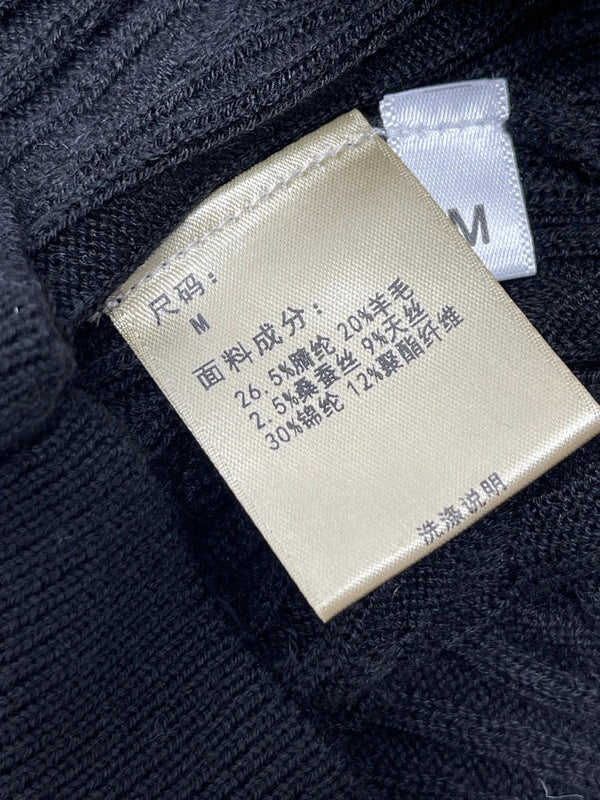 尺码：
M
面料成分：
26.5%腈纶 20%羊毛
2.5%桑蚕丝 9%天丝
30%锦纶 12%聚酯纤维
洗涤说明
M